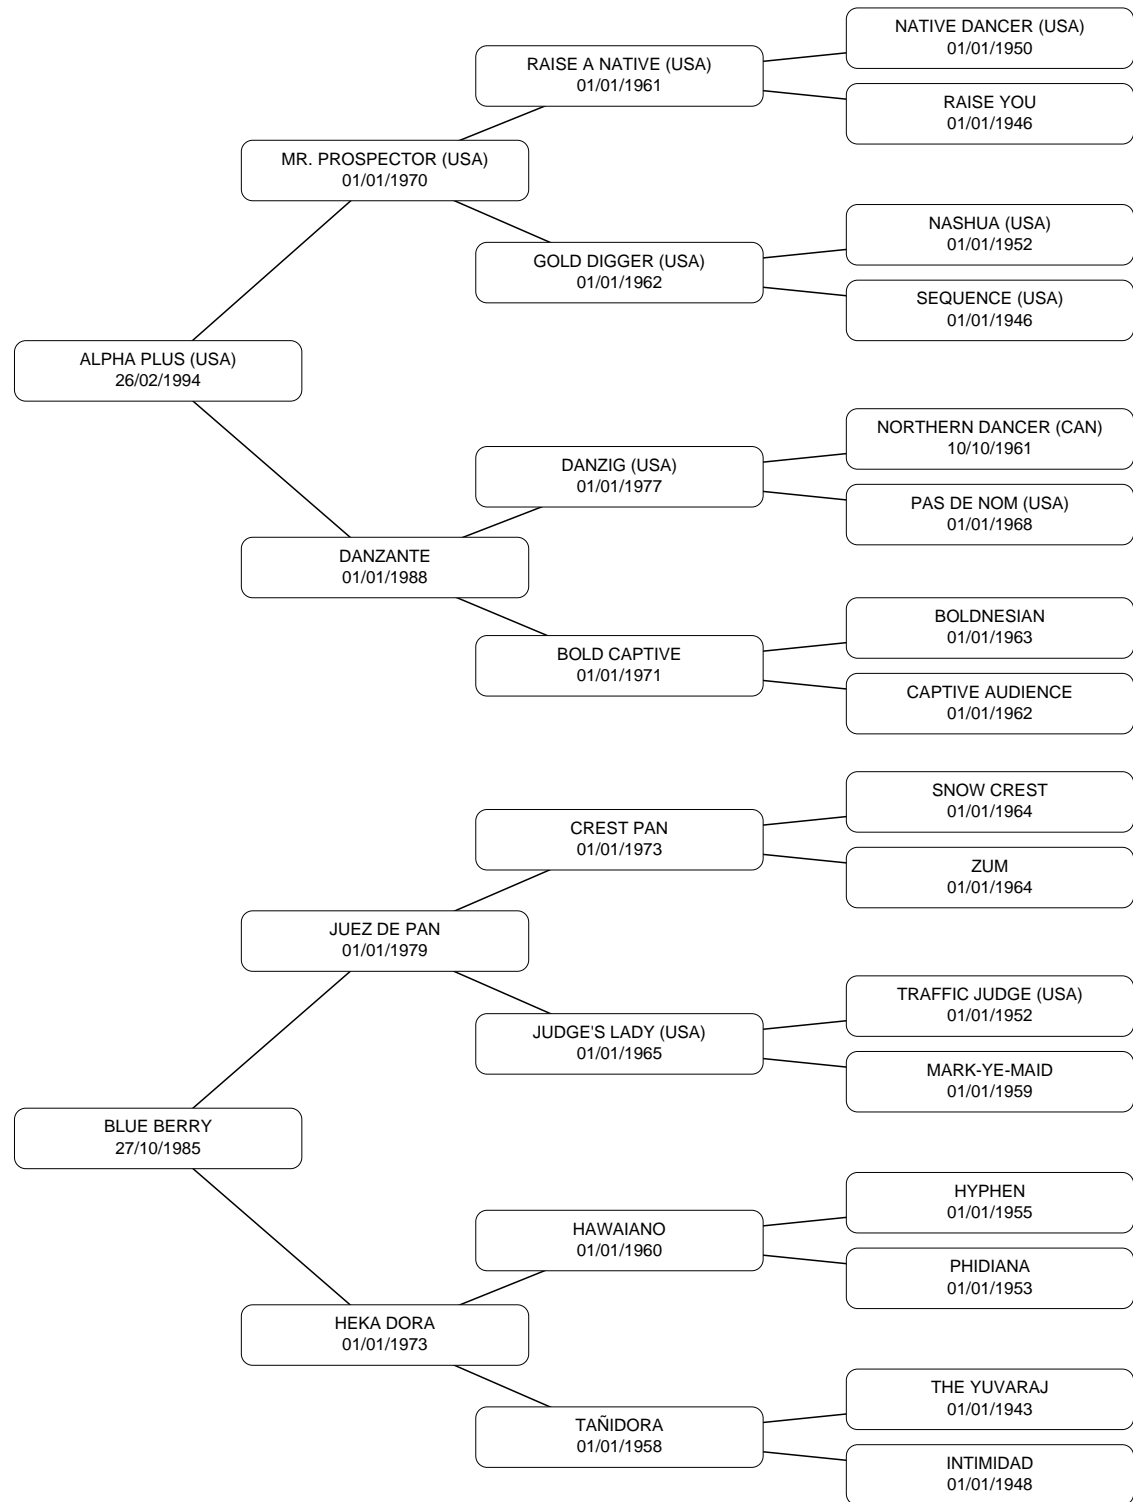 NATIVE DANCER (USA)
01/01/1950
RAISE A NATIVE (USA)
01/01/1961
RAISE YOU
01/01/1946
MR. PROSPECTOR (USA)
01/01/1970
NASHUA (USA)
01/01/1952
GOLD DIGGER (USA)
01/01/1962
SEQUENCE (USA)
01/01/1946
ALPHA PLUS (USA)
26/02/1994
NORTHERN DANCER (CAN)
10/10/1961
DANZIG (USA)
01/01/1977
PAS DE NOM (USA)
01/01/1968
DANZANTE
01/01/1988
BOLDNESIAN
01/01/1963
BOLD CAPTIVE
01/01/1971
CAPTIVE AUDIENCE
01/01/1962
SNOW CREST
01/01/1964
CREST PAN
01/01/1973
ZUM
01/01/1964
JUEZ DE PAN
01/01/1979
TRAFFIC JUDGE (USA)
01/01/1952
JUDGE'S LADY (USA)
01/01/1965
MARK-YE-MAID
01/01/1959
BLUE BERRY
27/10/1985
HYPHEN
01/01/1955
HAWAIANO
01/01/1960
PHIDIANA
01/01/1953
HEKA DORA
01/01/1973
THE YUVARAJ
01/01/1943
TAÑIDORA
01/01/1958
INTIMIDAD
01/01/1948